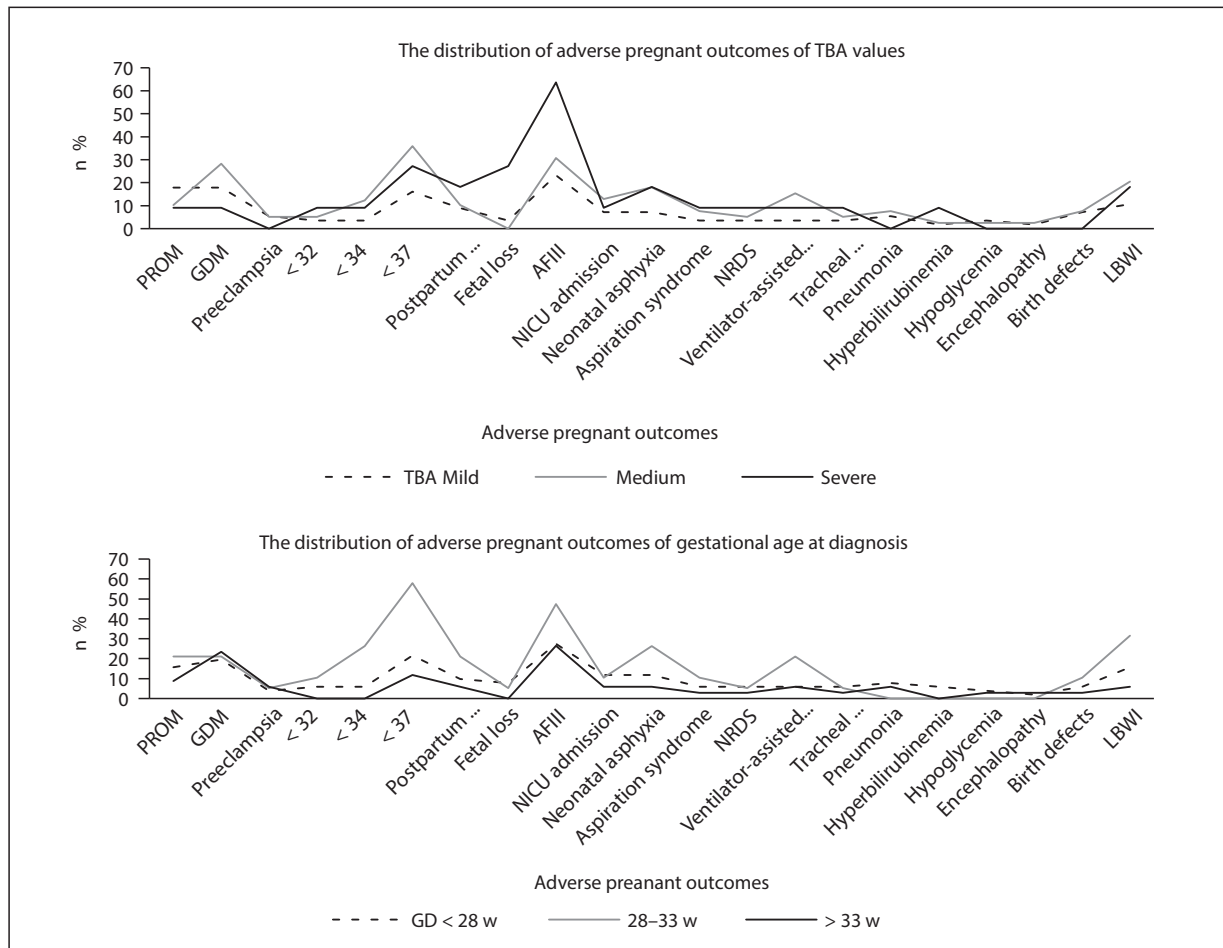 The distribution of adverse pregnant outcomes of TBA values
70
60
50
40
30
20
10
0
n %
PROM
GDM
Preeclampsia
< 32
< 34
< 37
Postpartum ...
Fetal loss
AFIII
NICU admission
Neonatal asphyxia
Aspiration syndrome
NRDS
Ventilator-assisted...
Tracheal ...
Pneumonia
Hyperbilirubinemia
Hypoglycemia
Encephalopathy
Birth defects
LBWI
Adverse pregnant outcomes
TBA Mild Medium Severe
The distribution of adverse pregnant outcomes of gestational age at diagnosis
70
60
50
40
30
20
10
0
n %
PROM
GDM
Preeclampsia
< 32
< 34
< 37
Postpartum ...
Fetal loss
AFIII
NICU admission
Neonatal asphyxia
Aspiration syndrome
NRDS
Ventilator-assisted...
Tracheal ...
Pneumonia
Hyperbilirubinemia
Hypoglycemia
Encephalopathy
Birth defects
LBWI
Adverse preanant outcomes
GD < 28 w 28–33 w > 33 w